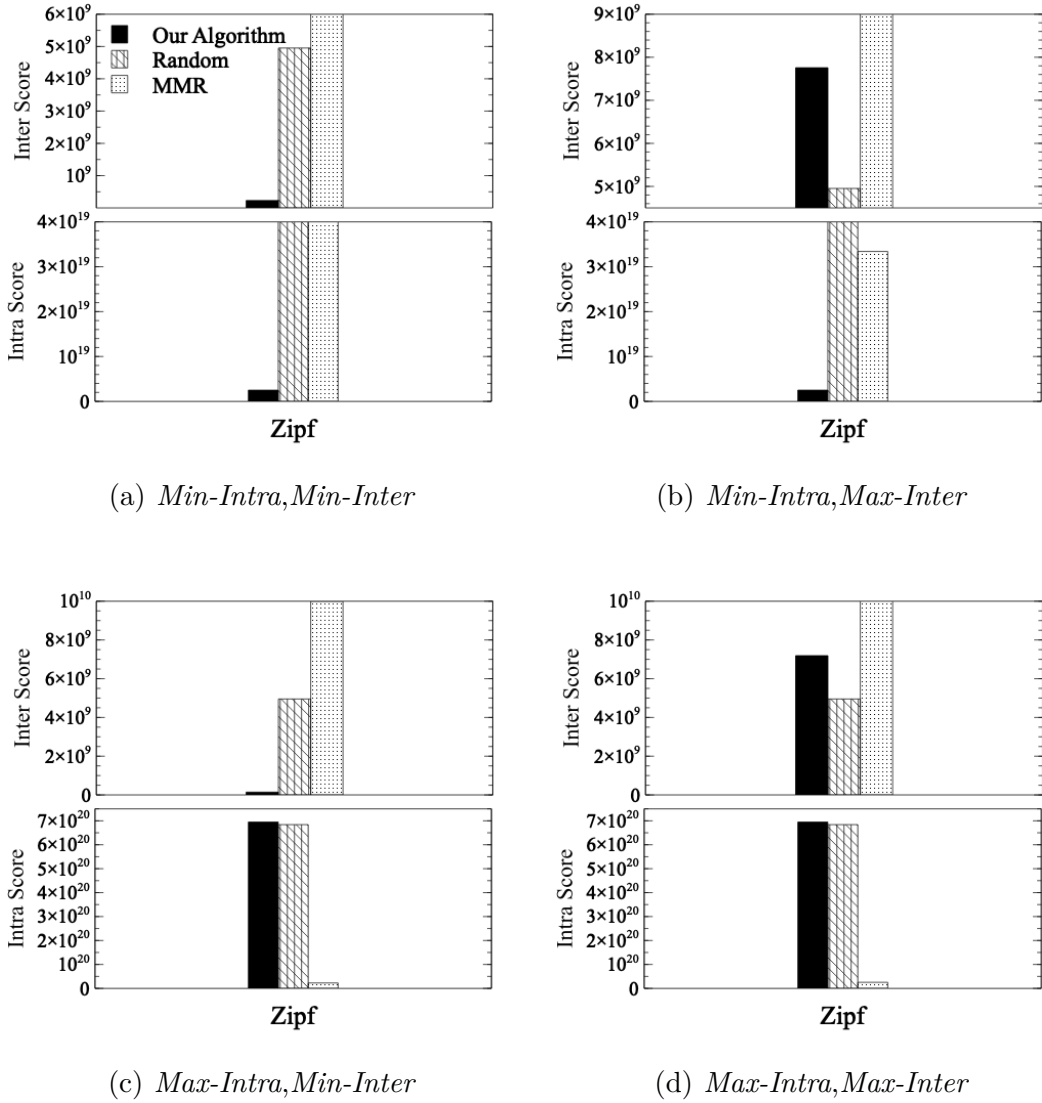 6×10⁹
5×10⁹
4×10⁹
3×10⁹
2×10⁹
10⁹
Inter Score
Our Algorithm
Random
MMR
4×10¹⁹
3×10¹⁹
2×10¹⁹
10¹⁹
0
Intra Score
Zipf
(a) Min-Intra,Min-Inter
9×10⁹
8×10⁹
7×10⁹
6×10⁹
5×10⁹
Inter Score
4×10¹⁹
3×10¹⁹
2×10¹⁹
10¹⁹
0
Intra Score
Zipf
(b) Min-Intra,Max-Inter
10¹⁰
8×10⁹
6×10⁹
4×10⁹
2×10⁹
0
Inter Score
7×10²⁰
6×10²⁰
5×10²⁰
4×10²⁰
3×10²⁰
2×10²⁰
10²⁰
0
Intra Score
Zipf
(c) Max-Intra,Min-Inter
10¹⁰
8×10⁹
6×10⁹
4×10⁹
2×10⁹
0
Inter Score
7×10²⁰
6×10²⁰
5×10²⁰
4×10²⁰
3×10²⁰
2×10²⁰
10²⁰
0
Intra Score
Zipf
(d) Max-Intra,Max-Inter